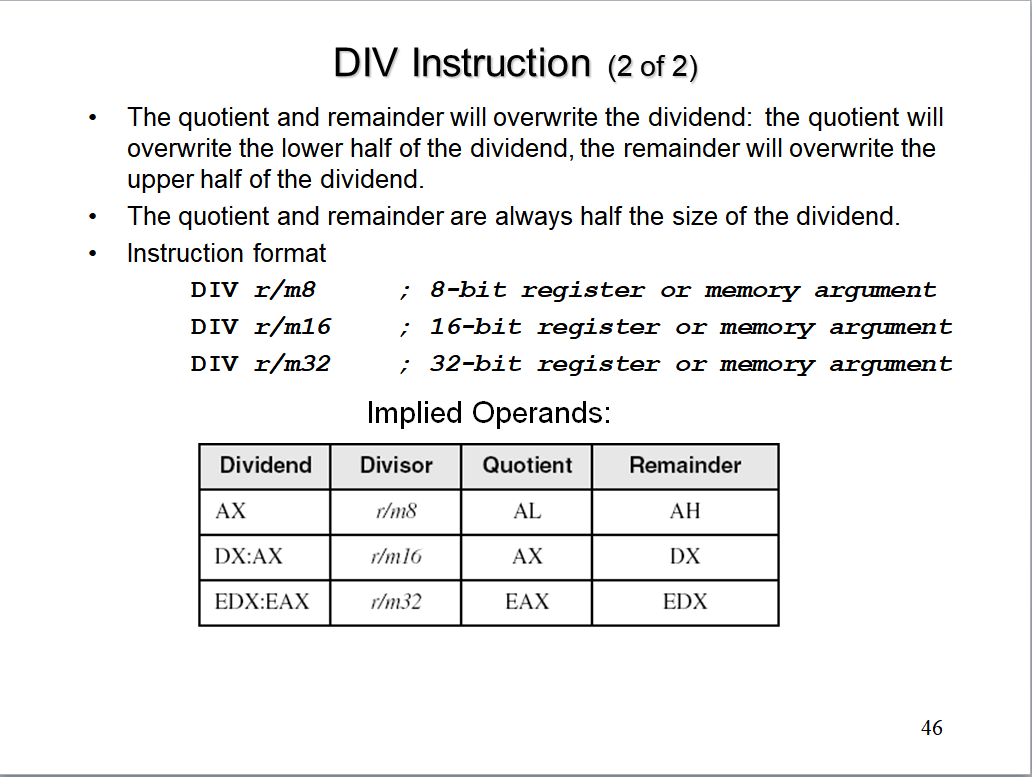 DIV Instruction (2 of 2)
• The quotient and remainder will overwrite the dividend: the quotient will
overwrite the lower half of the dividend, the remainder will overwrite the
upper half of the dividend.
• The quotient and remainder are always half the size of the dividend.
• Instruction format
DIV r/m8 ; 8-bit register or memory argument
DIV r/m16 ; 16-bit register or memory argument
DIV r/m32 ; 32-bit register or memory argument
Implied Operands:
Dividend Divisor Quotient Remainder
AX r/m8 AL AH
DX:AX r/m16 AX DX
EDX:EAX r/m32 EAX EDX
46